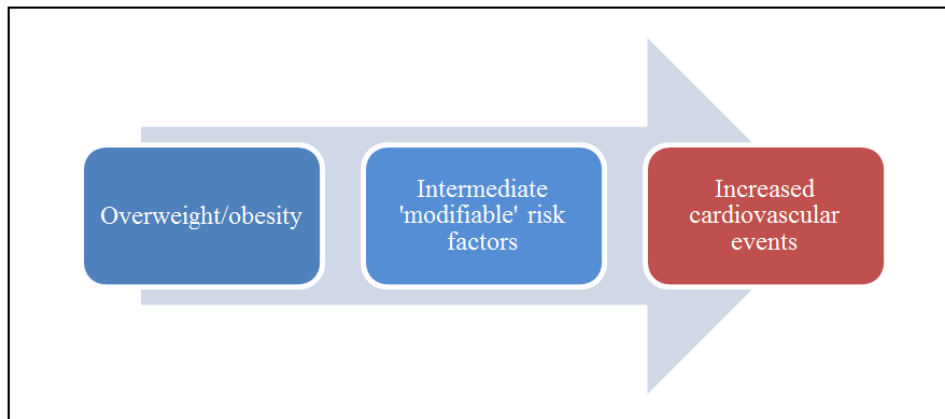 Overweight/obesity
Intermediate
'modifiable' risk
factors
Increased
cardiovascular
events